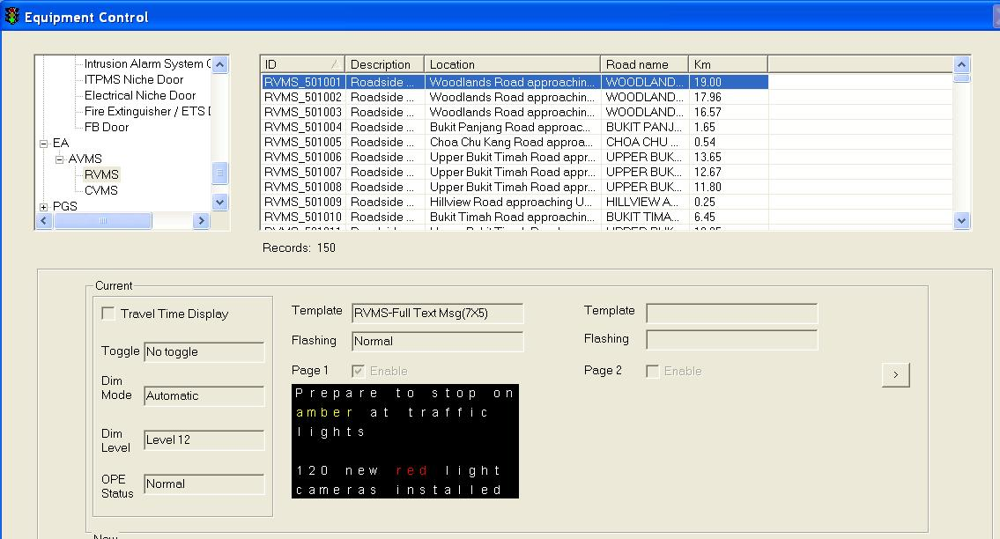 Equipment Control
Intrusion Alarm System
ITPMS Niche Door
Electrical Niche Door
Fire Extinguisher / ETS
FB Door
EA
AVMS
RVMS
CVMS
PGS
ID Description Location Road name Km
RVMS_501001 Roadside ... Woodlands Road approachin... WOODLAND... 19.00
RVMS_501002 Roadside ... Woodlands Road approachin... WOODLAND... 17.96
RVMS_501003 Roadside ... Woodlands Road approachin... WOODLAND... 16.57
RVMS_501004 Roadside ... Bukit Panjang Road approac... BUKIT PANJ... 1.65
RVMS_501005 Roadside ... Choa Chu Kang Road approa... CHOA CHU ... 0.54
RVMS_501006 Roadside ... Upper Bukit Timah Road appr... UPPER BUK... 13.65
RVMS_501007 Roadside ... Upper Bukit Timah Road appr... UPPER BUK... 12.67
RVMS_501008 Roadside ... Upper Bukit Timah Road appr... UPPER BUK... 11.80
RVMS_501009 Roadside ... Hillview Road approaching U... HILLVIEW A... 0.25
RVMS_501010 Roadside ... Bukit Timah Road approachin... BUKIT TIMA... 6.45
Records: 150
Current
Travel Time Display
Toggle No toggle
Dim Mode Automatic
Dim Level Level 12
OPE Status Normal
Template RVMS-Full Text Msg(7X5)
Flashing Normal
Page 1 Enable
Prepare to stop on
amber at traffic
lights
120 new red light
cameras installed
Template
Flashing
Page 2 Enable
>